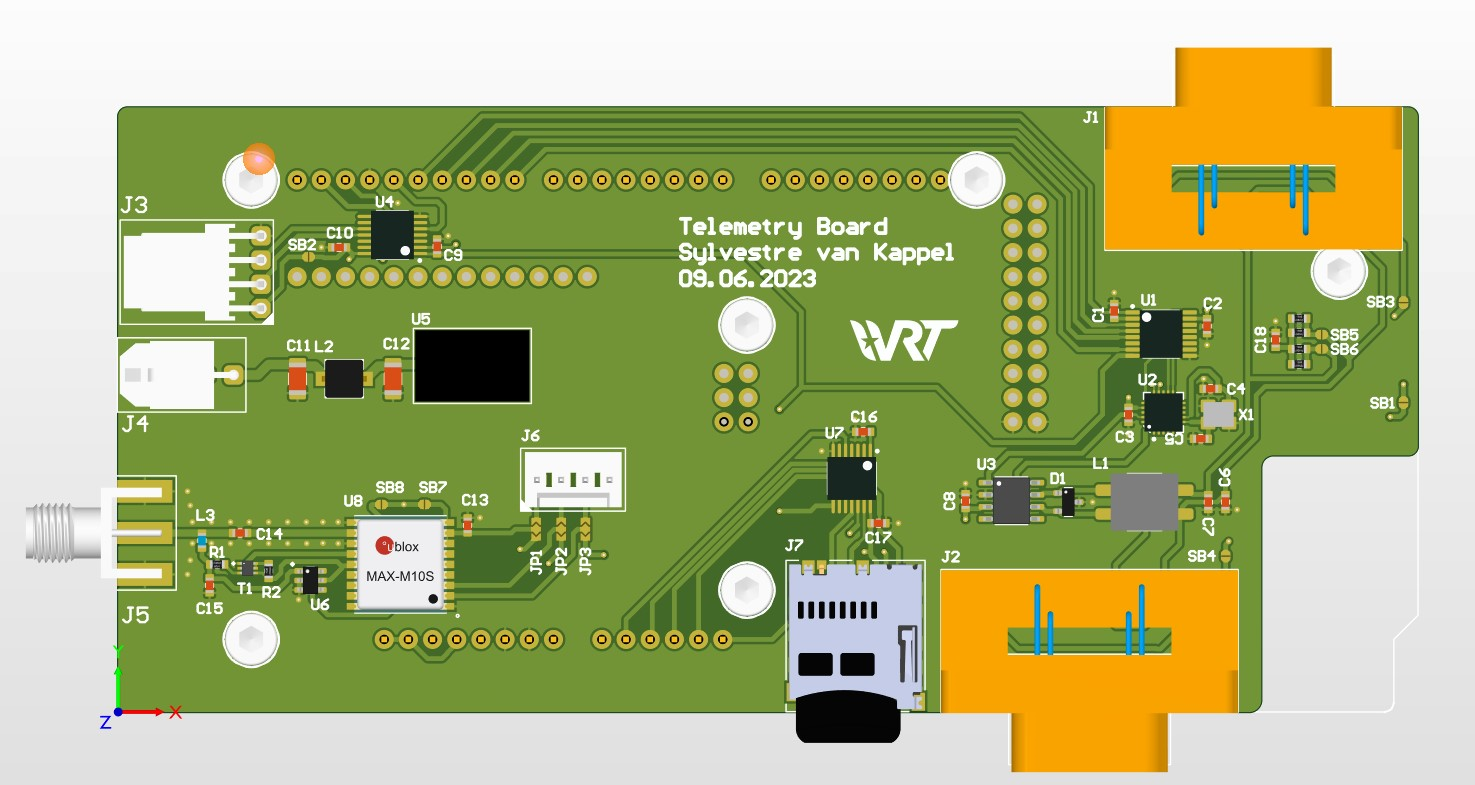 J1
J3
U4
C10
SB2
C9
Telemetry Board
Sylvestre van Kappel
09.06.2023
VRT
U1
C1
C2
SB3
C18
SB5
SB6
U5
C11
L2
C12
U2
C4
X1
C3
C5
SB1
J4
J6
C16
U7
U3
D1
L1
C8
C6
C7
SB4
U8
SB8
SB7
C13
L3
C14
R1
T1
R2
C15
U6
ublox
MAX-M10S
JP1
JP2
JP3
C17
J7
J2
J5
Y
Z
X